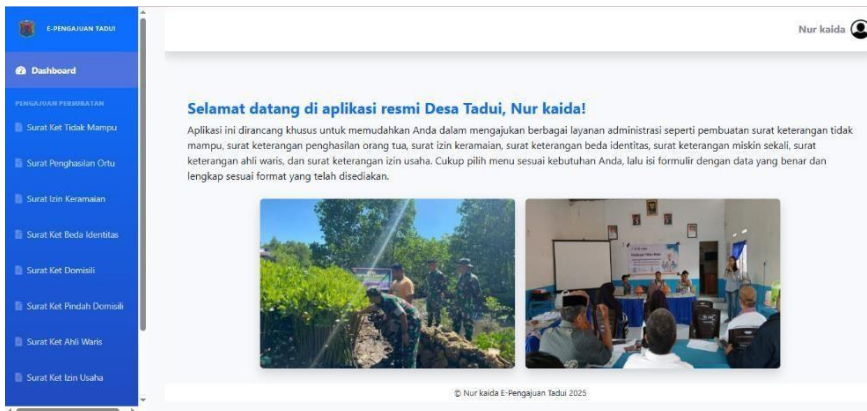 E-PENGAJUAN TADUI
Dashboard
PENGAJUAN PERBUBATAN
Surat Ket Tidak Mampu
Surat Penghasilan Ortu
Surat Izin Keramaian
Surat Ket Beda Identitas
Surat Ket Domisili
Surat Ket Pindah Domisili
Surat Ket Ahli Waris
Surat Ket Izin Usaha
Nur kaida
Selamat datang di aplikasi resmi Desa Tadui, Nur kaida!
Aplikasi ini dirancang khusus untuk memudahkan Anda dalam mengajukan berbagai layanan administrasi seperti pembuatan surat keterangan tidak
mampu, surat keterangan penghasilan orang tua, surat izin keramaian, surat keterangan beda identitas, surat keterangan miskin sekali, surat
keterangan ahli waris, dan surat keterangan izin usaha. Cukup pilih menu sesuai kebutuhan Anda, lalu isi formulir dengan data yang benar dan
lengkap sesuai format yang telah disediakan.
© Nur kaida E-Pengajuan Tadui 2025